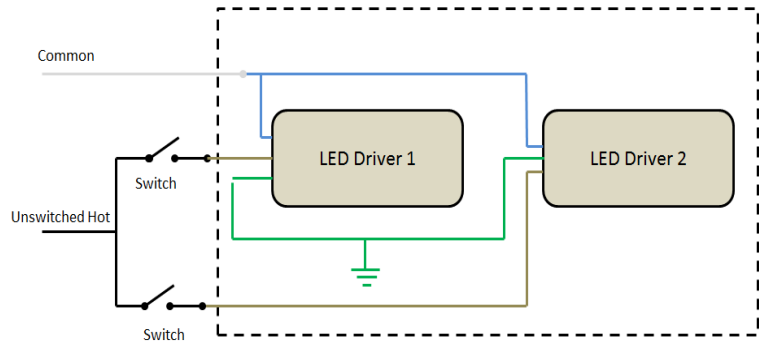 Common
LED Driver 1
LED Driver 2
Switch
Unswitched Hot
Switch